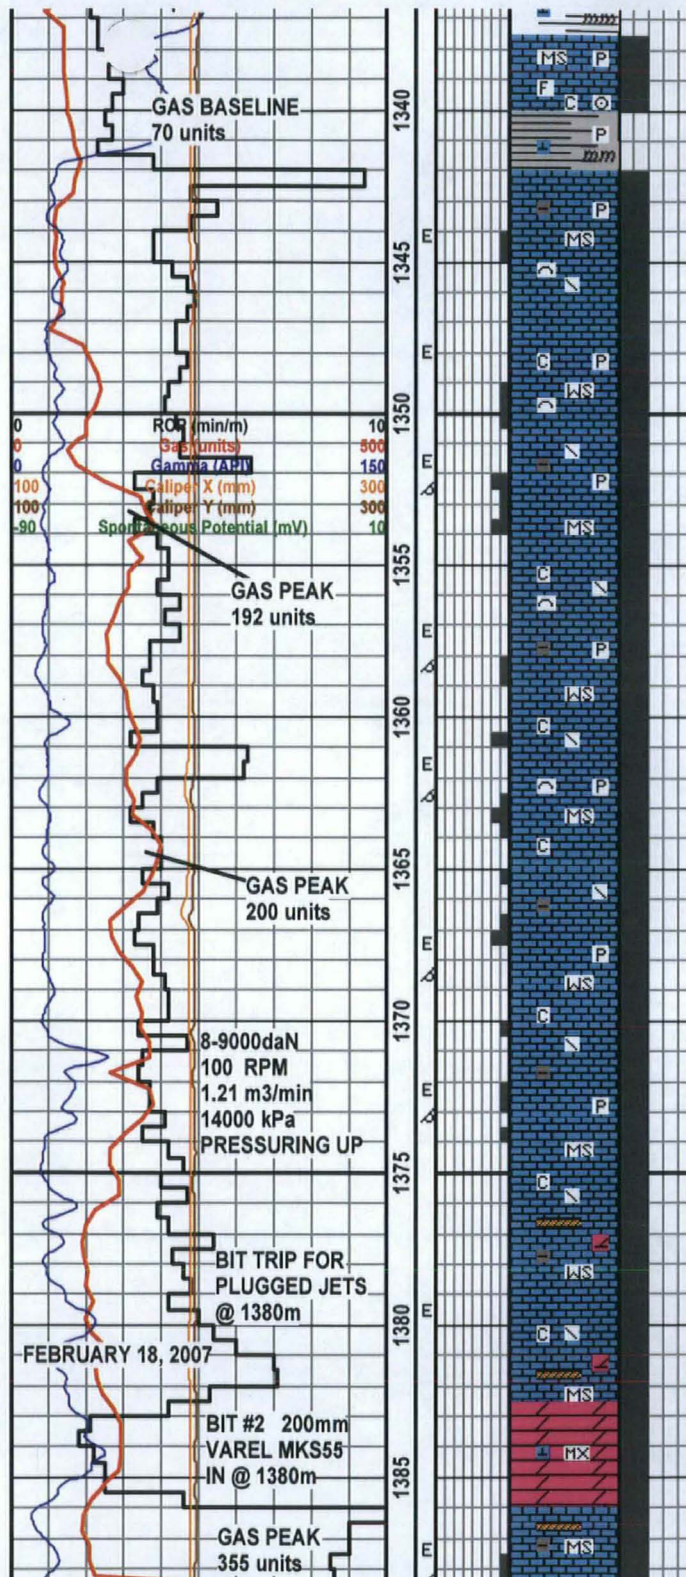 mm
MS P
F
C
GAS BASELINE
70 units
1340
P
mm
P
E
MS
1345
E
C P
WS
1350
0 ROP (min/m) 10
0 Gas (units) 500
0 Gamma (API) 150
100 Caliper X (mm) 300
100 Caliper Y (mm) 300
-90 Spontaneous Potential (mV) 10
E
P
MS
1355
C
GAS PEAK
192 units
E
P
WS
1360
C
E
P
MS
C
1365
GAS PEAK
200 units
E
P
WS
1370
C
8-9000daN
100 RPM
1.21 m3/min
14000 kPa
PRESSURING UP
E
P
MS
1375
C
BIT TRIP FOR
PLUGGED JETS
@ 1380m
WS
E
1380
C
FEBRUARY 18, 2007
MS
BIT #2 200mm
VAREL MKS55
IN @ 1380m
MX
1385
GAS PEAK
355 units
E
MS